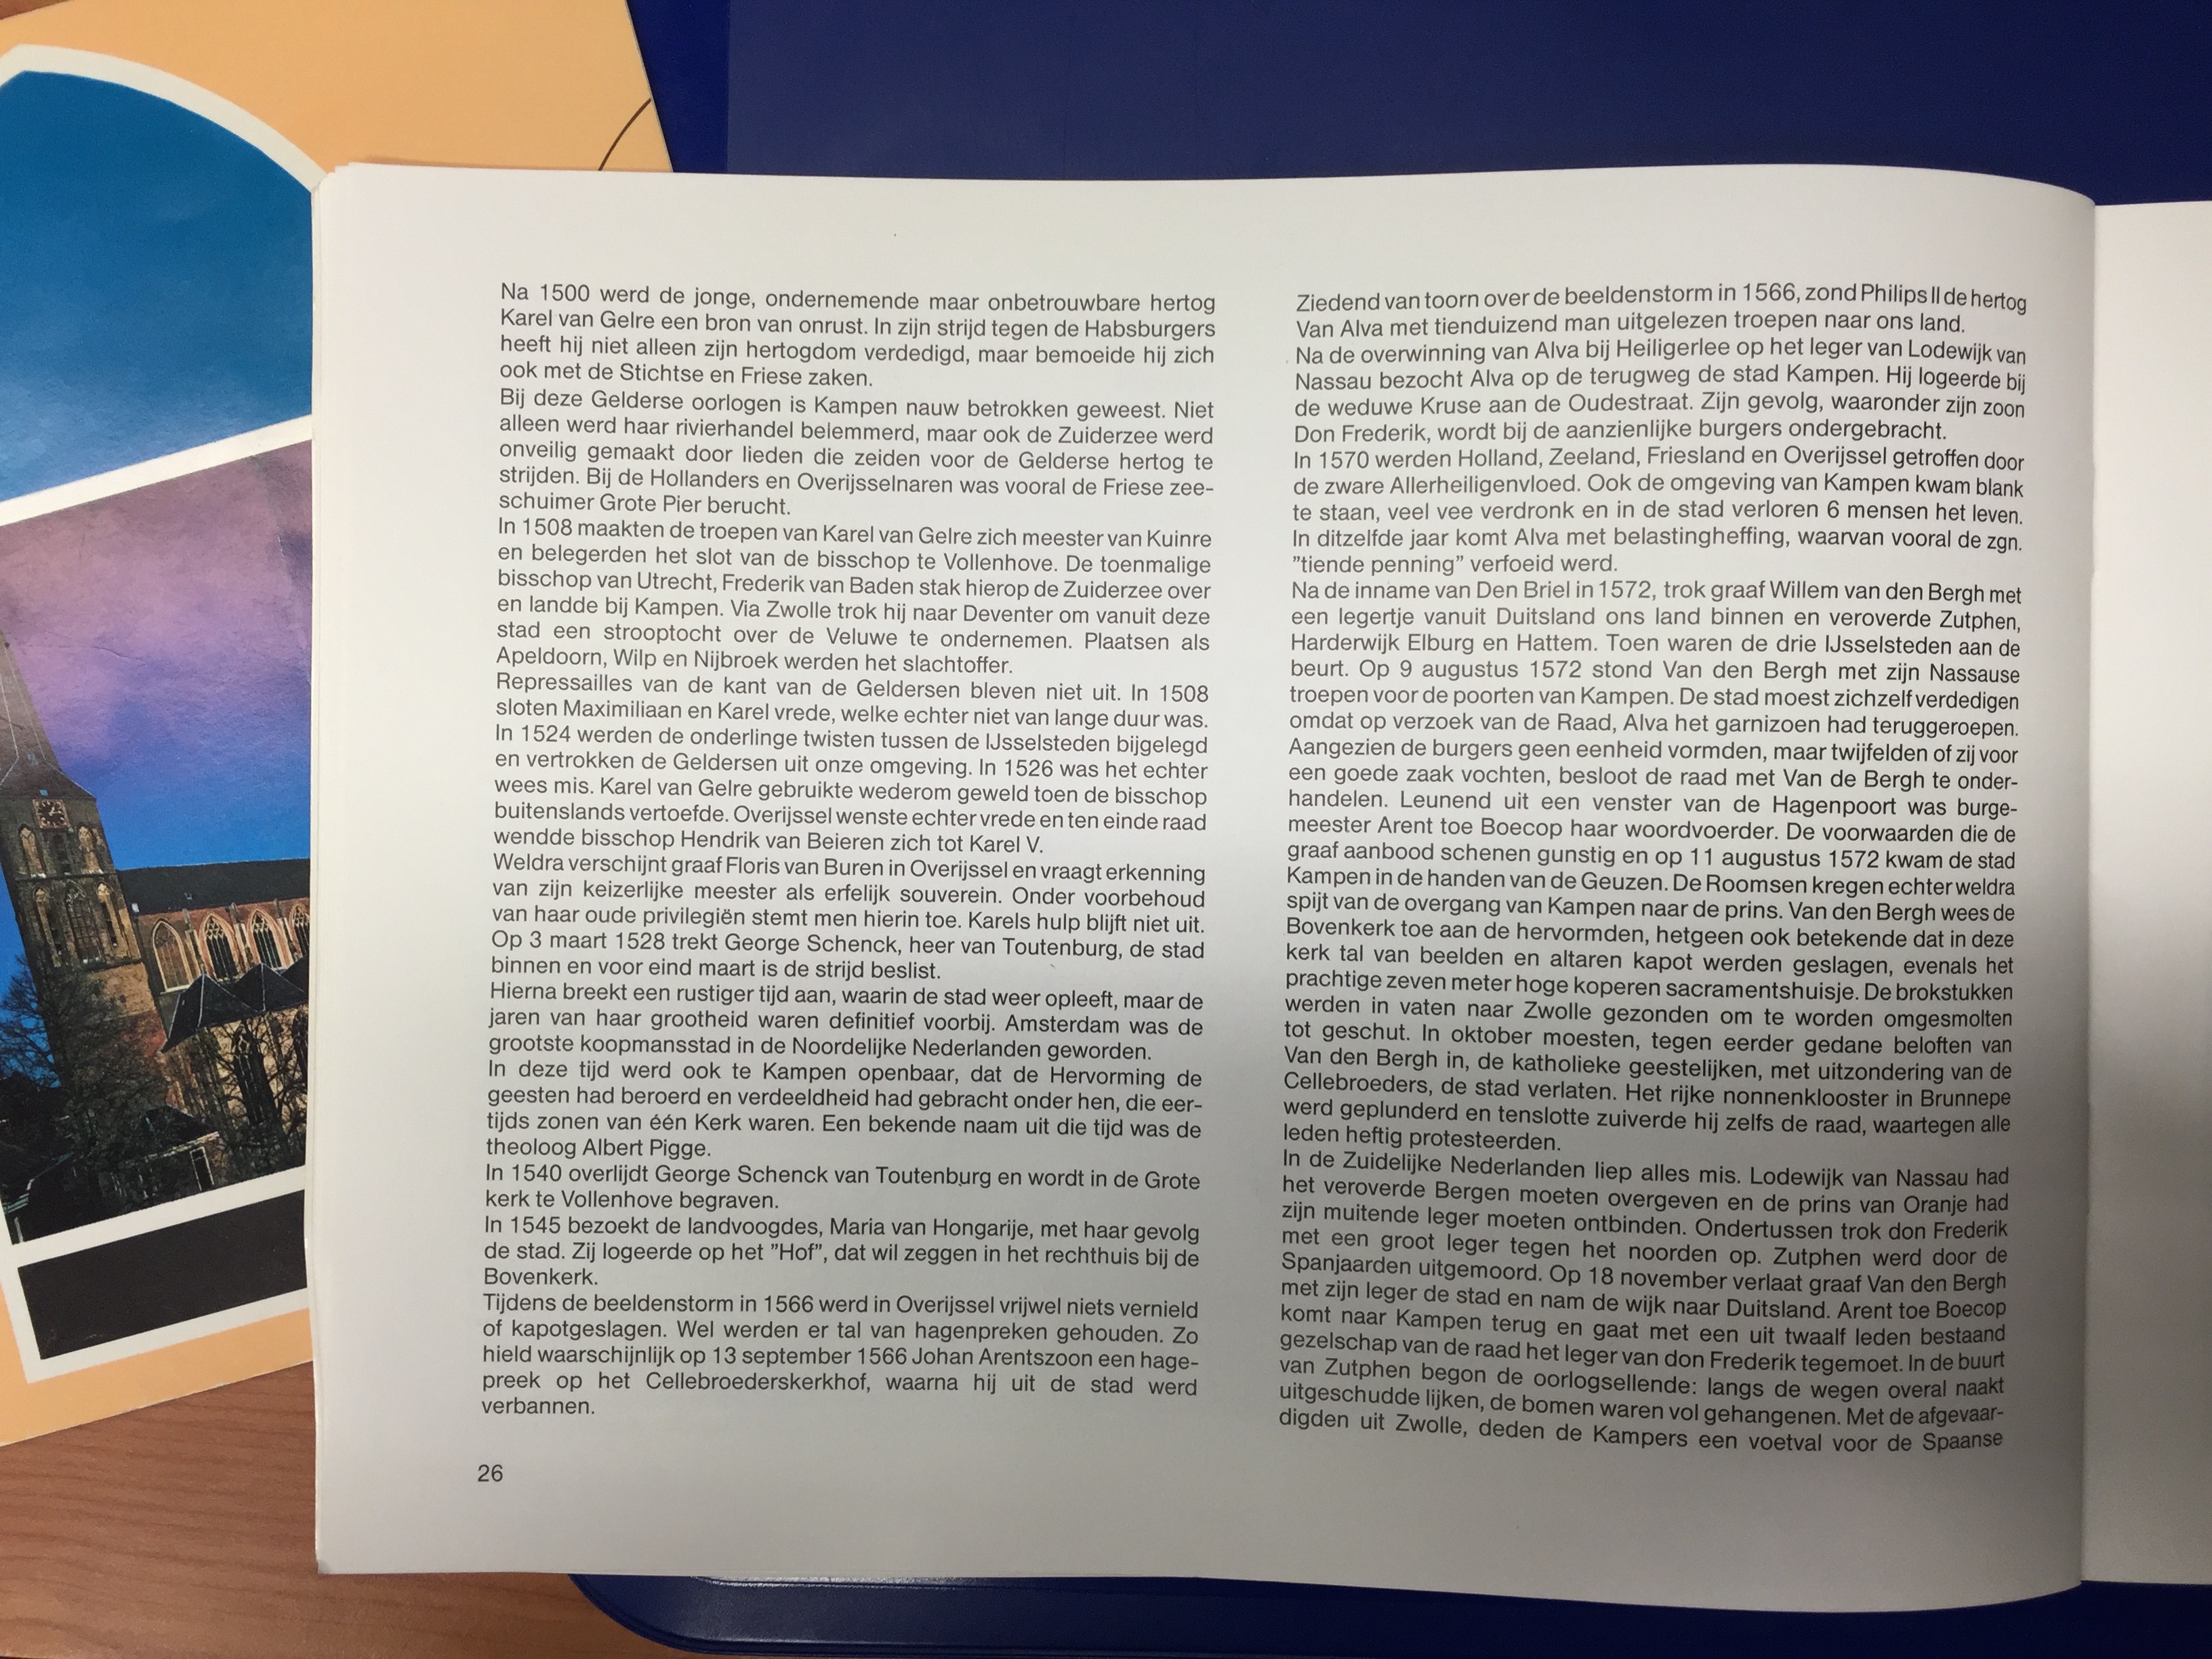 Na 1500 werd de jonge, ondernemende maar onbetrouwbare hertog
Karel van Gelre een bron van onrust. In zijn strijd tegen de Habsburgers
heeft hij niet alleen zijn hertogdom verdedigd, maar bemoeide hij zich
ook met de Stichtse en Friese zaken.
Bij deze Gelderse oorlogen is Kampen nauw betrokken geweest. Niet
alleen werd haar rivierhandel belemmerd, maar ook de Zuiderzee werd
onveilig gemaakt door lieden die zeiden voor de Gelderse hertog te
strijden. Bij de Hollanders en Overijsselnaren was vooral de Friese zee-
schuimer Grote Pier berucht.
In 1508 maakten de troepen van Karel van Gelre zich meester van Kuinre
en belegerden het slot van de bisschop te Vollenhove. De toenmalige
bisschop van Utrecht, Frederik van Baden stak hierop de Zuiderzee over
en landde bij Kampen. Via Zwolle trok hij naar Deventer om vanuit deze
stad een strooptocht over de Veluwe te ondernemen. Plaatsen als
Apeldoorn, Wilp en Nijbroek werden het slachtoffer.
Repressailles van de kant van de Geldersen bleven niet uit. In 1508
sloten Maximiliaan en Karel vrede, welke echter niet van lange duur was.
In 1524 werden de onderlinge twisten tussen de IJsselsteden bijgelegd
en vertrokken de Geldersen uit onze omgeving. In 1526 was het echter
wees mis. Karel van Gelre gebruikte wederom geweld toen de bisschop
buitenslands vertoefde. Overijssel wenste echter vrede en ten einde raad
wendde bisschop Hendrik van Beieren zich tot Karel V.
Weldra verschijnt graaf Floris van Buren in Overijssel en vraagt erkenning
van zijn keizerlijke meester als erfelijk souverein. Onder voorbehoud
van haar oude privilegiën stemt men hierin toe. Karels hulp blijft niet uit.
Op 3 maart 1528 trekt George Schenck, heer van Toutenburg, de stad
binnen en voor eind maart is de strijd beslist.
Hierna breekt een rustiger tijd aan, waarin de stad weer opleeft, maar de
jaren van haar grootheid waren definitief voorbij. Amsterdam was de
grootste koopmansstad in de Noordelijke Nederlanden geworden.
In deze tijd werd ook te Kampen openbaar, dat de Hervorming de
geesten had beroerd en verdeeldheid had gebracht onder hen, die eer-
tijds zonen van één Kerk waren. Een bekende naam uit die tijd was de
theoloog Albert Pigge.
In 1540 overlijdt George Schenck van Toutenburg en wordt in de Grote
kerk te Vollenhove begraven.
In 1545 bezoekt de landvoogdes, Maria van Hongarije, met haar gevolg
de stad. Zij logeerde op het ”Hof”, dat wil zeggen in het rechthuis bij de
Bovenkerk.
Tijdens de beeldenstorm in 1566 werd in Overijssel vrijwel niets vernield
of kapotgeslagen. Wel werden er tal van hagenpreken gehouden. Zo
hield waarschijnlijk op 13 september 1566 Johan Arentszoon een hage-
preek op het Cellebroederskerkhof, waarna hij uit de stad werd
verbannen.
26
Ziedend van toorn over de beeldenstorm in 1566, zond Philips II de hertog
Van Alva met tienduizend man uitgelezen troepen naar ons land.
Na de overwinning van Alva bij Heiligerlee op het leger van Lodewijk van
Nassau bezocht Alva op de terugweg de stad Kampen. Hij logeerde bij
de weduwe Kruse aan de Oudestraat. Zijn gevolg, waaronder zijn zoon
Don Frederik, wordt bij de aanzienlijke burgers ondergebracht.
In 1570 werden Holland, Zeeland, Friesland en Overijssel getroffen door
de zware Allerheiligenvloed. Ook de omgeving van Kampen kwam blank
te staan, veel vee verdronk en in de stad verloren 6 mensen het leven.
In ditzelfde jaar komt Alva met belastingheffing, waarvan vooral de zgn.
”tiende penning” verfoeid werd.
Na de inname van Den Briel in 1572, trok graaf Willem van den Bergh met
een legertje vanuit Duitsland ons land binnen en veroverde Zutphen,
Harderwijk Elburg en Hattem. Toen waren de drie IJsselsteden aan de
beurt. Op 9 augustus 1572 stond Van den Bergh met zijn Nassause
troepen voor de poorten van Kampen. De stad moest zichzelf verdedigen
omdat op verzoek van de Raad, Alva het garnizoen had teruggeroepen.
Aangezien de burgers geen eenheid vormden, maar twijfelden of zij voor
een goede zaak vochten, besloot de raad met Van de Bergh te onder-
handelen. Leunend uit een venster van de Hagenpoort was burge-
meester Arent toe Boecop haar woordvoerder. De voorwaarden die de
graaf aanbood schenen gunstig en op 11 augustus 1572 kwam de stad
Kampen in de handen van de Geuzen. De Roomsen kregen echter weldra
spijt van de overgang van Kampen naar de prins. Van den Bergh wees de
Bovenkerk toe aan de hervormden, hetgeen ook betekende dat in deze
kerk tal van beelden en altaren kapot werden geslagen, evenals het
prachtige zeven meter hoge koperen sacramentshuisje. De brokstukken
werden in vaten naar Zwolle gezonden om te worden omgesmolten
tot geschut. In oktober moesten, tegen eerder gedane beloften van
Van den Bergh in, de katholieke geestelijken, met uitzondering van de
Cellebroeders, de stad verlaten. Het rijke nonnenklooster in Brunnepe
werd geplunderd en tenslotte zuiverde hij zelfs de raad, waartegen alle
leden heftig protesteerden.
In de Zuidelijke Nederlanden liep alles mis. Lodewijk van Nassau had
het veroverde Bergen moeten overgeven en de prins van Oranje had
zijn muitende leger moeten ontbinden. Ondertussen trok don Frederik
met een groot leger tegen het noorden op. Zutphen werd door de
Spanjaarden uitgemoord. Op 18 november verlaat graaf Van den Bergh
met zijn leger de stad en nam de wijk naar Duitsland. Arent toe Boecop
komt naar Kampen terug en gaat met een uit twaalf leden bestaand
gezelschap van de raad het leger van don Frederik tegemoet. In de buurt
van Zutphen begon de oorlogsellende: langs de wegen overal naakt
uitgeschudde lijken, de bomen waren vol gehangenen. Met de afgevaar-
digden uit Zwolle, deden de Kampers een voetval voor de Spaanse